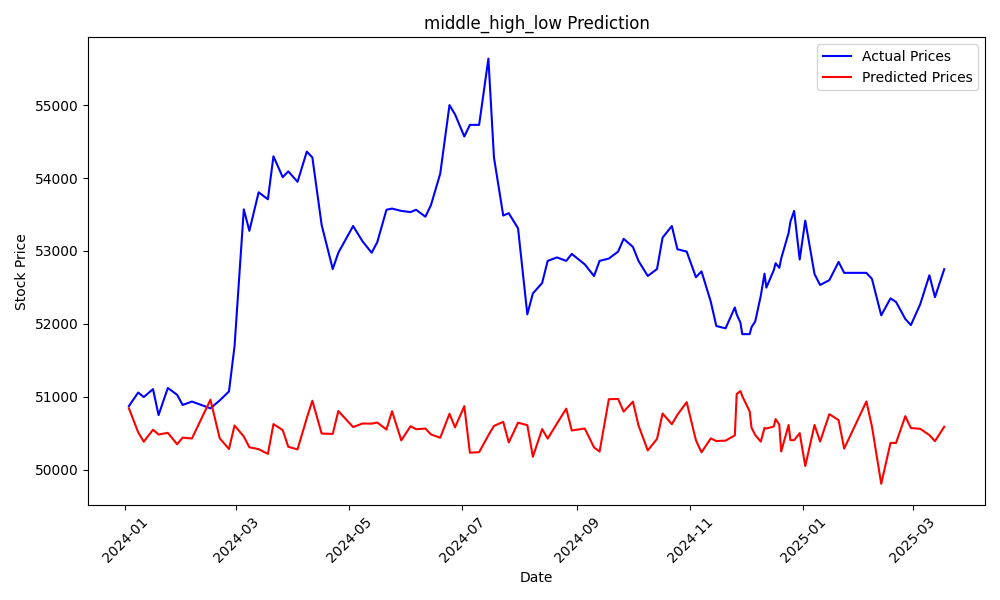 middle_high_low Prediction
Actual Prices
Predicted Prices
Stock Price
55000
54000
53000
52000
51000
50000
2024-01
2024-03
2024-05
2024-07
2024-09
2024-11
2025-01
2025-03
Date